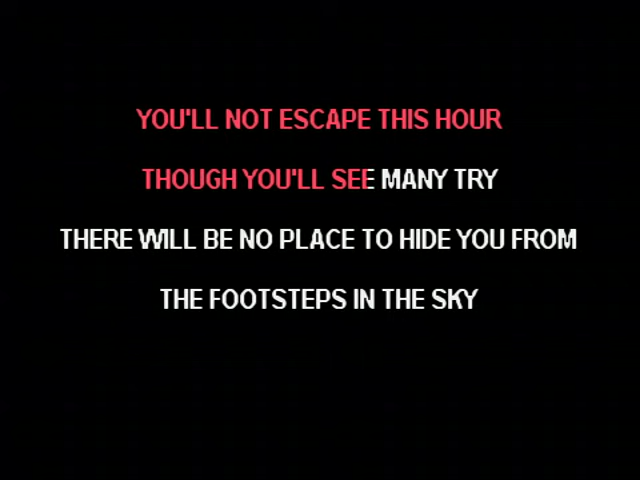 YOU'LL NOT ESCAPE THIS HOUR
THOUGH YOU'LL SEE MANY TRY
THERE WILL BE NO PLACE TO HIDE YOU FROM
THE FOOTSTEPS IN THE SKY